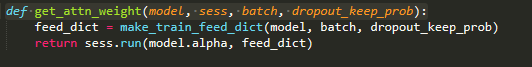 def get_attn_weight(model, sess, batch, dropout_keep_prob):
    feed_dict = make_train_feed_dict(model, batch, dropout_keep_prob)
    return sess.run(model.alpha, feed_dict)